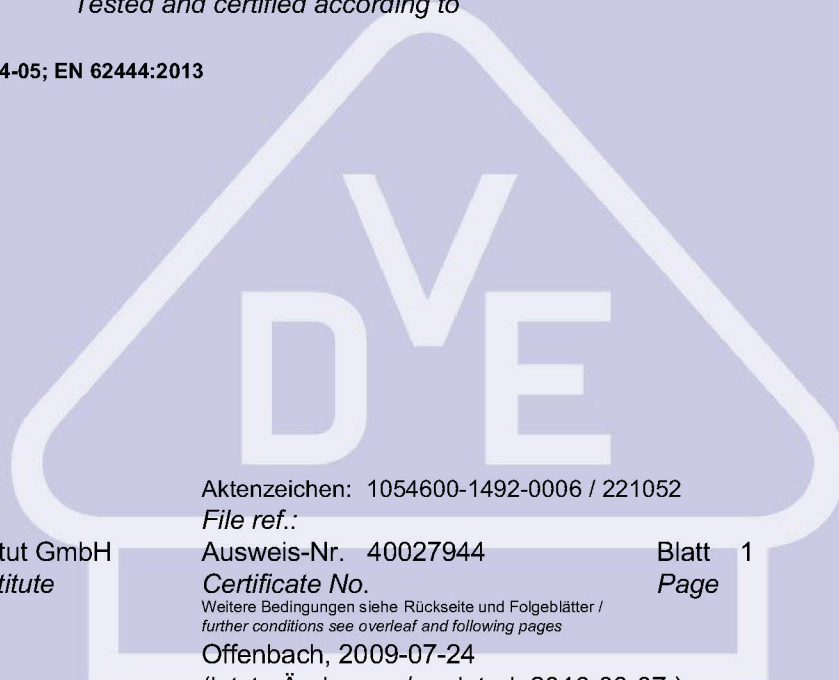 Tested and certified according to
4-05; EN 62444:2013
VDE
Aktenzeichen: 1054600-1492-0006 / 221052
File ref.:
tut GmbH Ausweis-Nr. 40027944 Blatt 1
titute Certificate No. Page
Weitere Bedingungen siehe Rückseite und Folgeblätter /
further conditions see overleaf and following pages
Offenbach, 2009-07-24